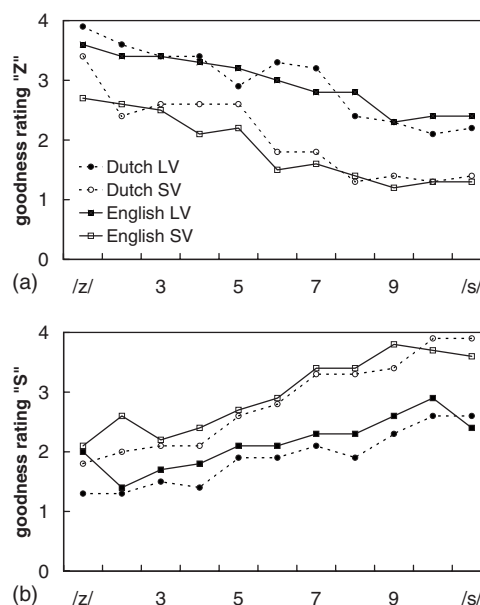 4
3
2
1
0
goodness rating "Z"
Dutch LV
Dutch SV
English LV
English SV
(a)
/z/ 3 5 7 9 /s/
4
3
2
1
0
goodness rating "S"
(b)
/z/ 3 5 7 9 /s/